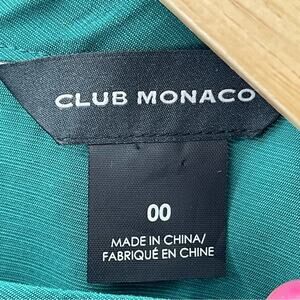 CLUB MONACO
00
MADE IN CHINA/
FABRIQUÉ EN CHINE